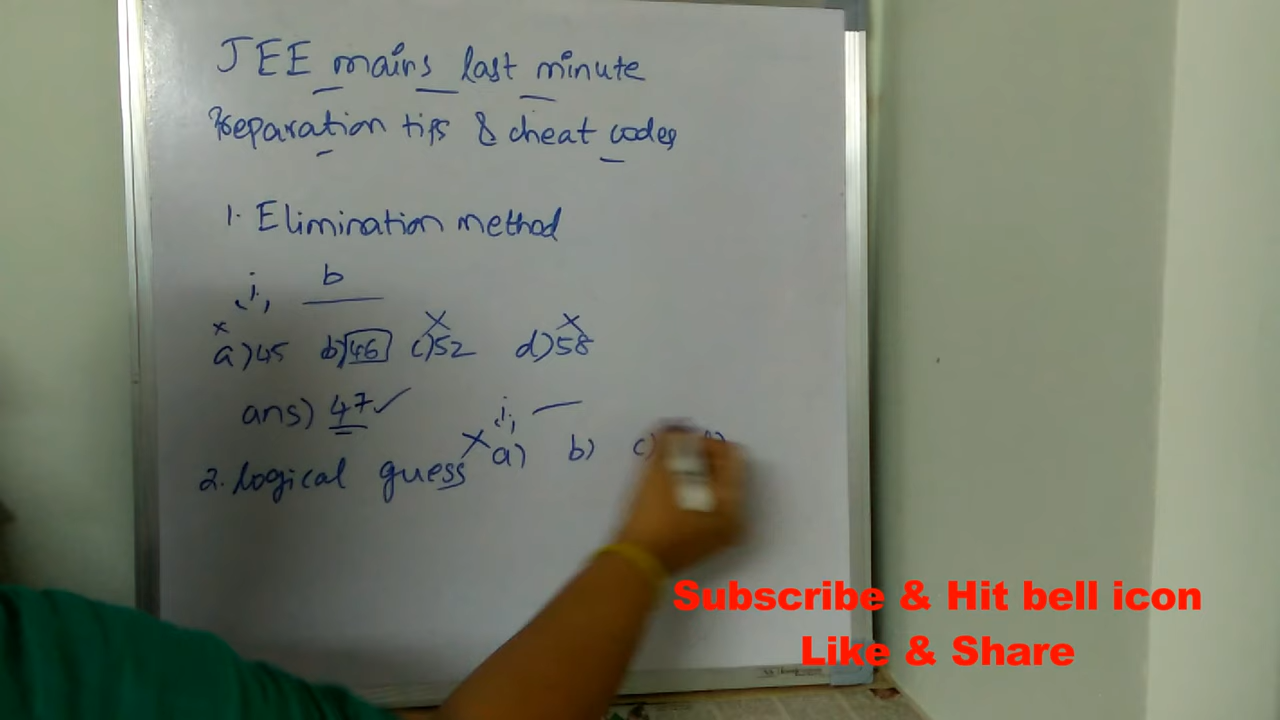 JEE mains last minute
Preparation tips & cheat codes
1. Elimination method
i, b
x x x
a)45 b)46 c)52 d)58
ans) 47✓
i,
x a) b) c)
2. Logical guess
Subscribe & Hit bell icon
Like & Share